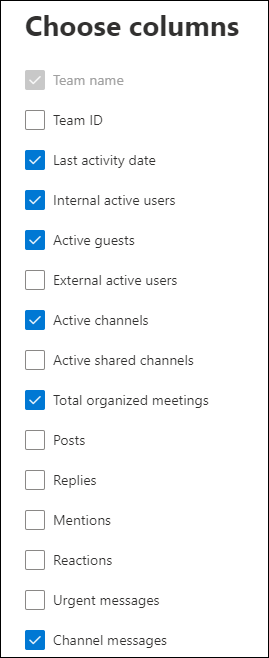 Choose columns
Team name
Team ID
Last activity date
Internal active users
Active guests
External active users
Active channels
Active shared channels
Total organized meetings
Posts
Replies
Mentions
Reactions
Urgent messages
Channel messages